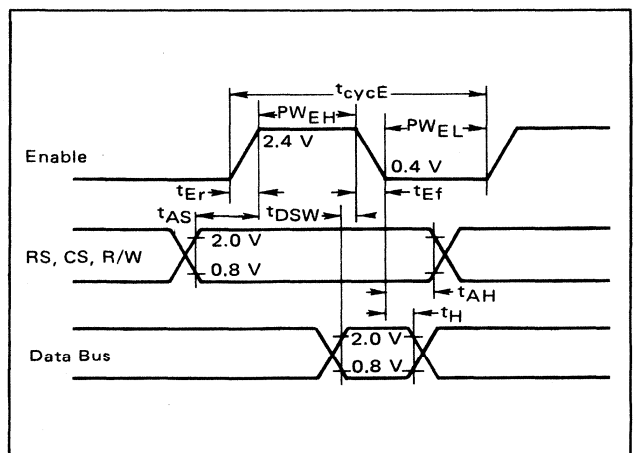 tcycE
PWEH
PWEL
2.4 V
Enable
0.4 V
tEr
tEf
tAS
tDSW
2.0 V
RS, CS, R/W
0.8 V
tAH
tH
2.0 V
Data Bus
0.8 V